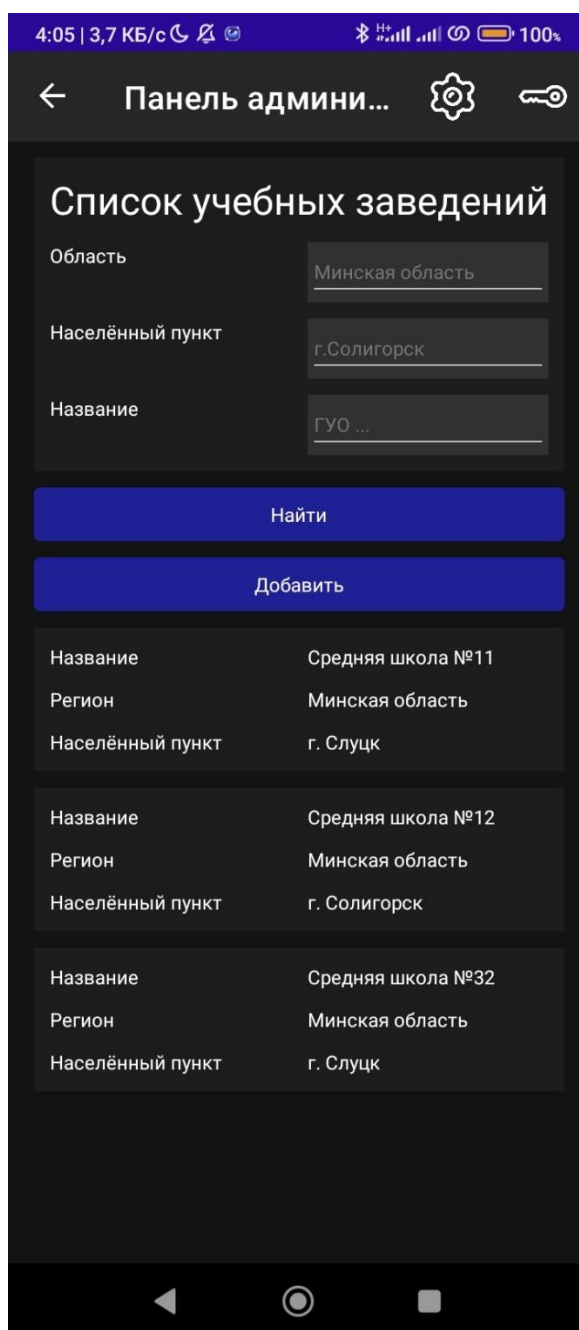 4:05 | 3,7 КБ/с H+ 100%
Панель админи...
Список учебных заведений
Область Минская область
Населённый пункт г.Солигорск
Название ГУО ...
Найти
Добавить
Название Средняя школа №11
Регион Минская область
Населённый пункт г. Слуцк
Название Средняя школа №12
Регион Минская область
Населённый пункт г. Солигорск
Название Средняя школа №32
Регион Минская область
Населённый пункт г. Слуцк